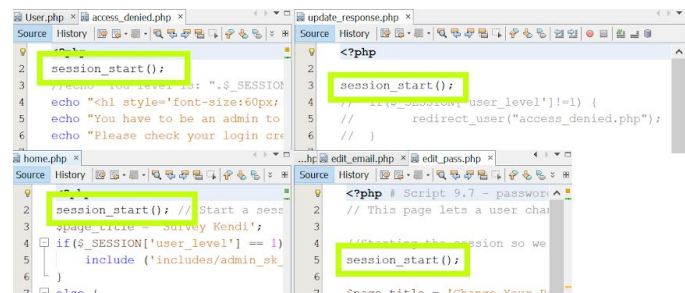 User.php × access_denied.php ×
Source History
<?php
2 session_start();
3 //echo "You level is: ".$_SESSION
4 echo "<h1 style='font-size:60px;
5 echo "You have to be an admin to
6 echo "Please check your login cre
update_response.php ×
Source History
<?php
2
3 session_start();
4 // if($_SESSION['user_level']!=1) {
5 // redirect_user("access_denied.php");
6 // }
home.php ×
Source History
2 session_start(); // Start a sess
3 $page_title = 'Survey Kendi';
4 if($_SESSION['user_level'] == 1)
5 include ('includes/admin_sk_
6 }
7 else {
...hp edit_email.php × edit_pass.php ×
Source History
<?php # Script 9.7 - password
2 // This page lets a user chan
3
4 //Starting the session so we
5 session_start();
6
7 $page_title = 'Change Your P